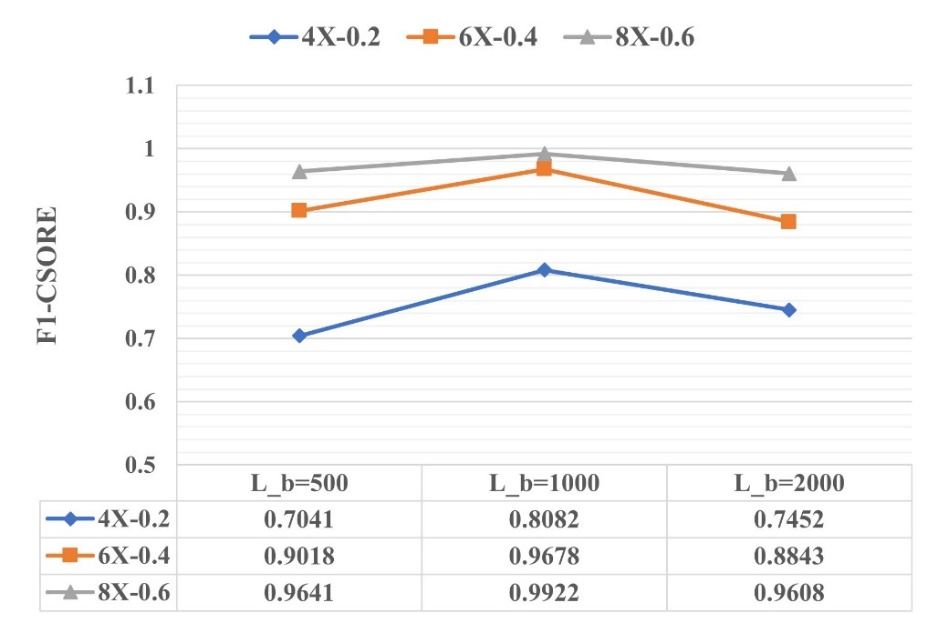 4X-0.2 6X-0.4 8X-0.6
1.1
1
0.9
0.8
0.7
0.6
0.5
F1-CSORE
L_b=500 L_b=1000 L_b=2000
4X-0.2 0.7041 0.8082 0.7452
6X-0.4 0.9018 0.9678 0.8843
8X-0.6 0.9641 0.9922 0.9608